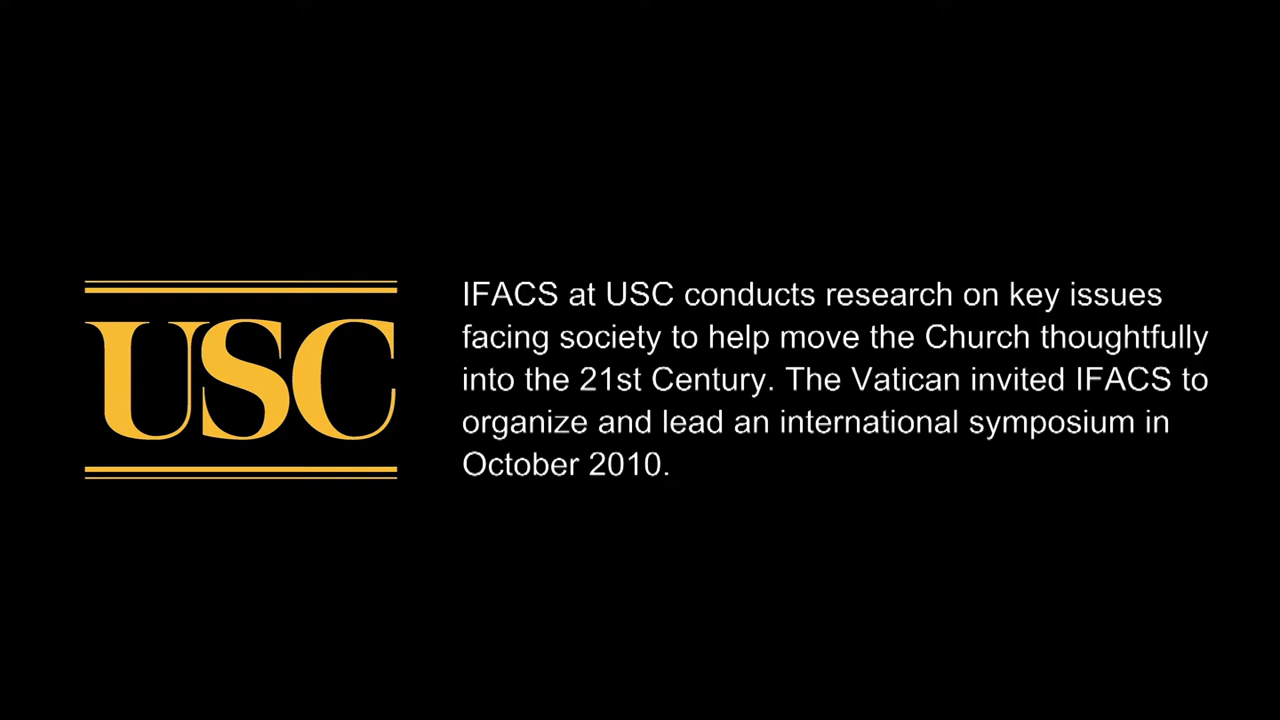 USC
IFACS at USC conducts research on key issues
facing society to help move the Church thoughtfully
into the 21st Century. The Vatican invited IFACS to
organize and lead an international symposium in
October 2010.